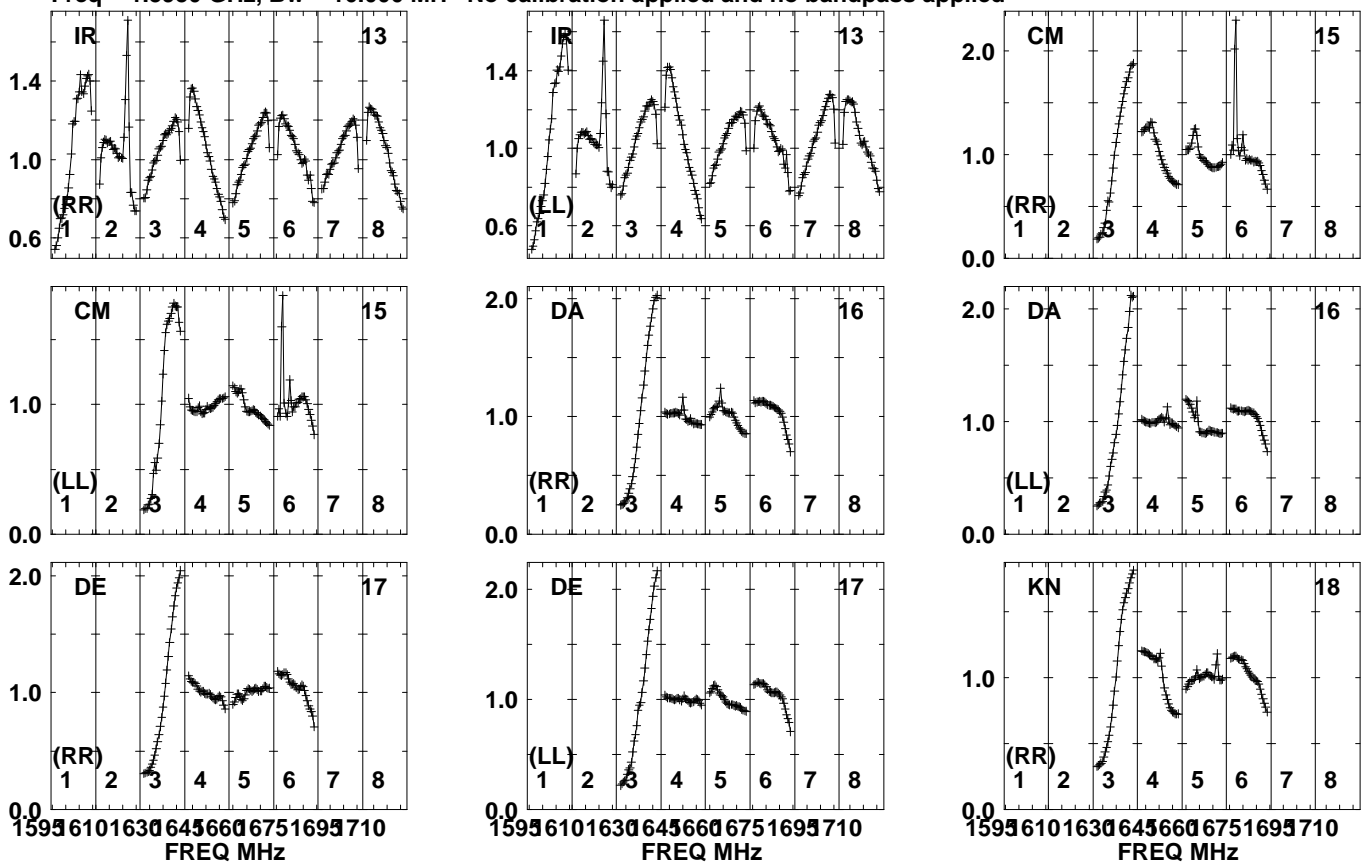 No calibration applied and no bandpass applied
IR 13 IR 13 CM 15
1.4 1.4 2.0
1.0 1.0 1.0
0.6 0.6 0.0
(RR) (LL) (RR)
1 2 3 4 5 6 7 8 1 2 3 4 5 6 7 8 1 2 3 4 5 6 7 8
CM 15 DA 16 DA 16
1.0 2.0 2.0
0.0 1.0 1.0
0.0 0.0
(LL) (RR) (LL)
1 2 3 4 5 6 7 8 1 2 3 4 5 6 7 8 1 2 3 4 5 6 7 8
DE 17 DE 17 KN 18
2.0 2.0 1.0
1.0 1.0 0.0
0.0 0.0
(RR) (LL) (RR)
1 2 3 4 5 6 7 8 1 2 3 4 5 6 7 8 1 2 3 4 5 6 7 8
1595 1610 1630 1645 1660 1675 1695 1710 1595 1610 1630 1645 1660 1675 1695 1710 1595 1610 1630 1645 1660 1675 1695 1710
FREQ MHz FREQ MHz FREQ MHz